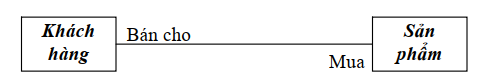 Khách
hàng
Bán cho
Mua
Sản
phẩm